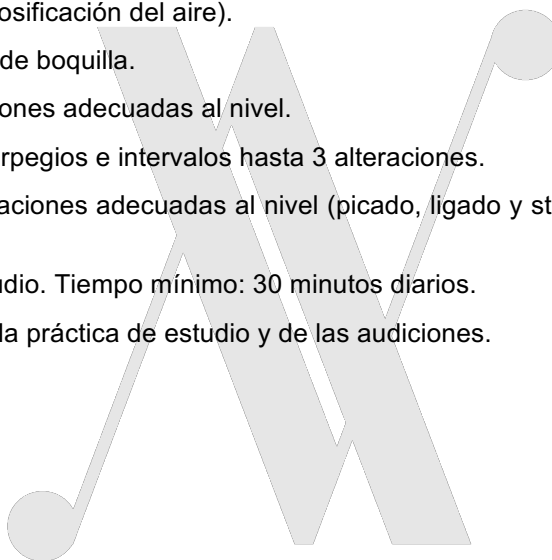 osificación del aire).
de boquilla.
ones adecuadas al nivel.
rpegios e intervalos hasta 3 alteraciones.
aciones adecuadas al nivel (picado, ligado y st
udio. Tiempo mínimo: 30 minutos diarios.
la práctica de estudio y de las audiciones.